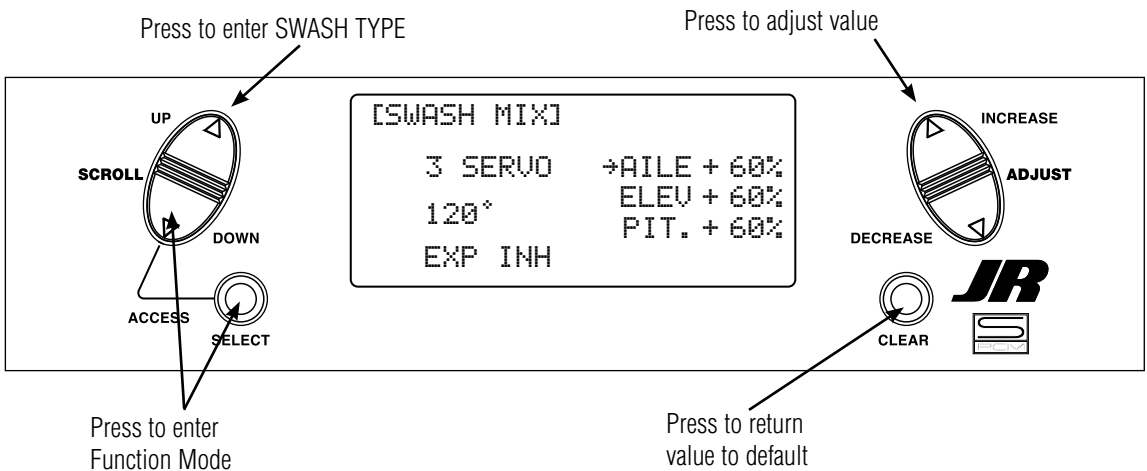 Press to enter SWASH TYPE
Press to adjust value
UP
SCROLL
DOWN
ACCESS
SELECT
[SWASH MIX]
3 SERVO →AILE + 60%
ELEV + 60%
120°
PIT. + 60%
EXP INH
INCREASE
ADJUST
DECREASE
CLEAR
JR
S
PCM
Press to enter
Function Mode
Press to return
value to default